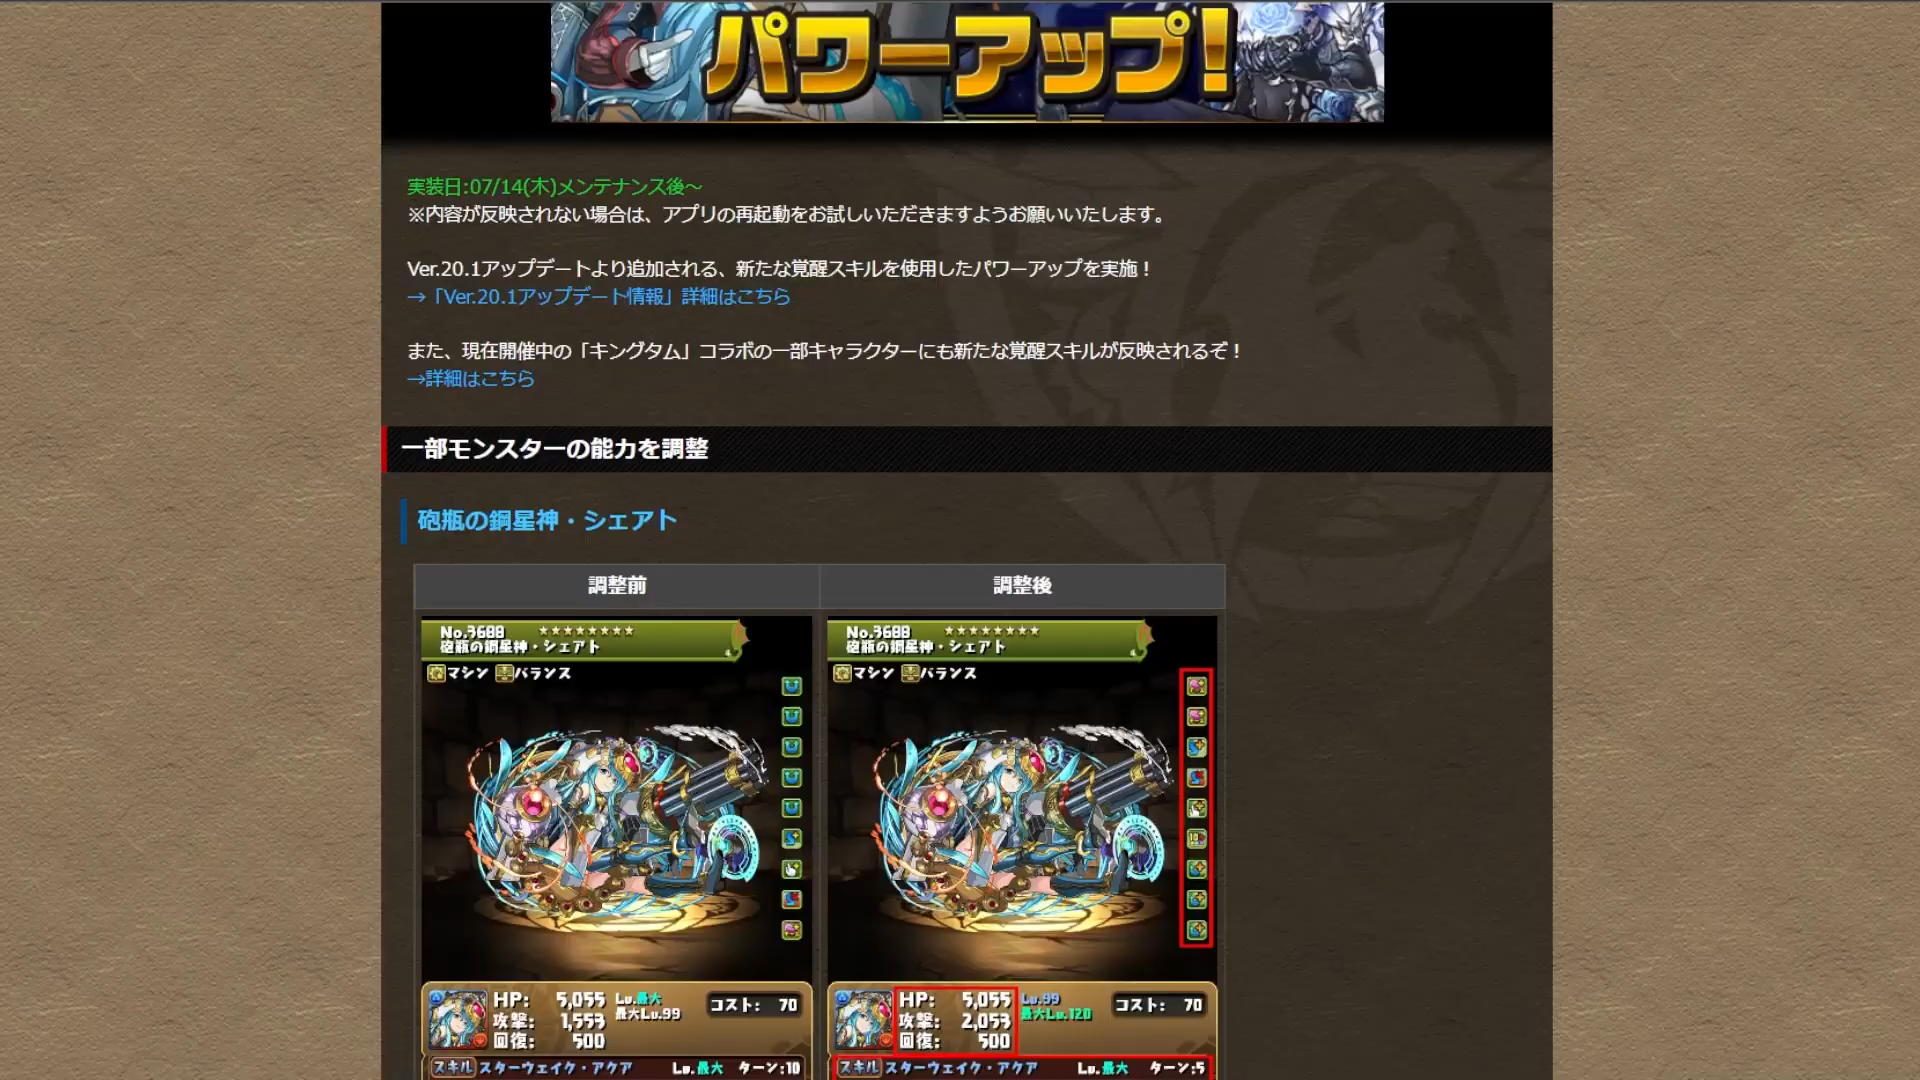 パワーアップ!
実装日:07/14(木)メンテナンス後～
※内容が反映されない場合は、アプリの再起動をお試しいただきますようお願いいたします。
Ver.20.1アップデートより追加される、新たな覚醒スキルを使用したパワーアップを実施！
→「Ver.20.1アップデート情報」詳細はこちら
また、現在開催中の「キングダム」コラボの一部キャラクターにも新たな覚醒スキルが反映されるぞ！
→詳細はこちら
一部モンスターの能力を調整
砲瓶の鋼星神・シェアト
調整前 調整後
No.3688 ★★★★★★★★
砲瓶の鋼星神・シェアト
マシン バランス
HP: 5,055 Lv.最大 コスト: 70
攻撃: 1,553 最大Lv.99
回復: 500
スキル スターウェイク・アクア Lv.最大 ターン:10
No.3688 ★★★★★★★★
砲瓶の鋼星神・シェアト
マシン バランス
HP: 5,055 Lv.99 コスト: 70
攻撃: 2,053 最大Lv.120
回復: 500
スキル スターウェイク・アクア Lv.最大 ターン:5